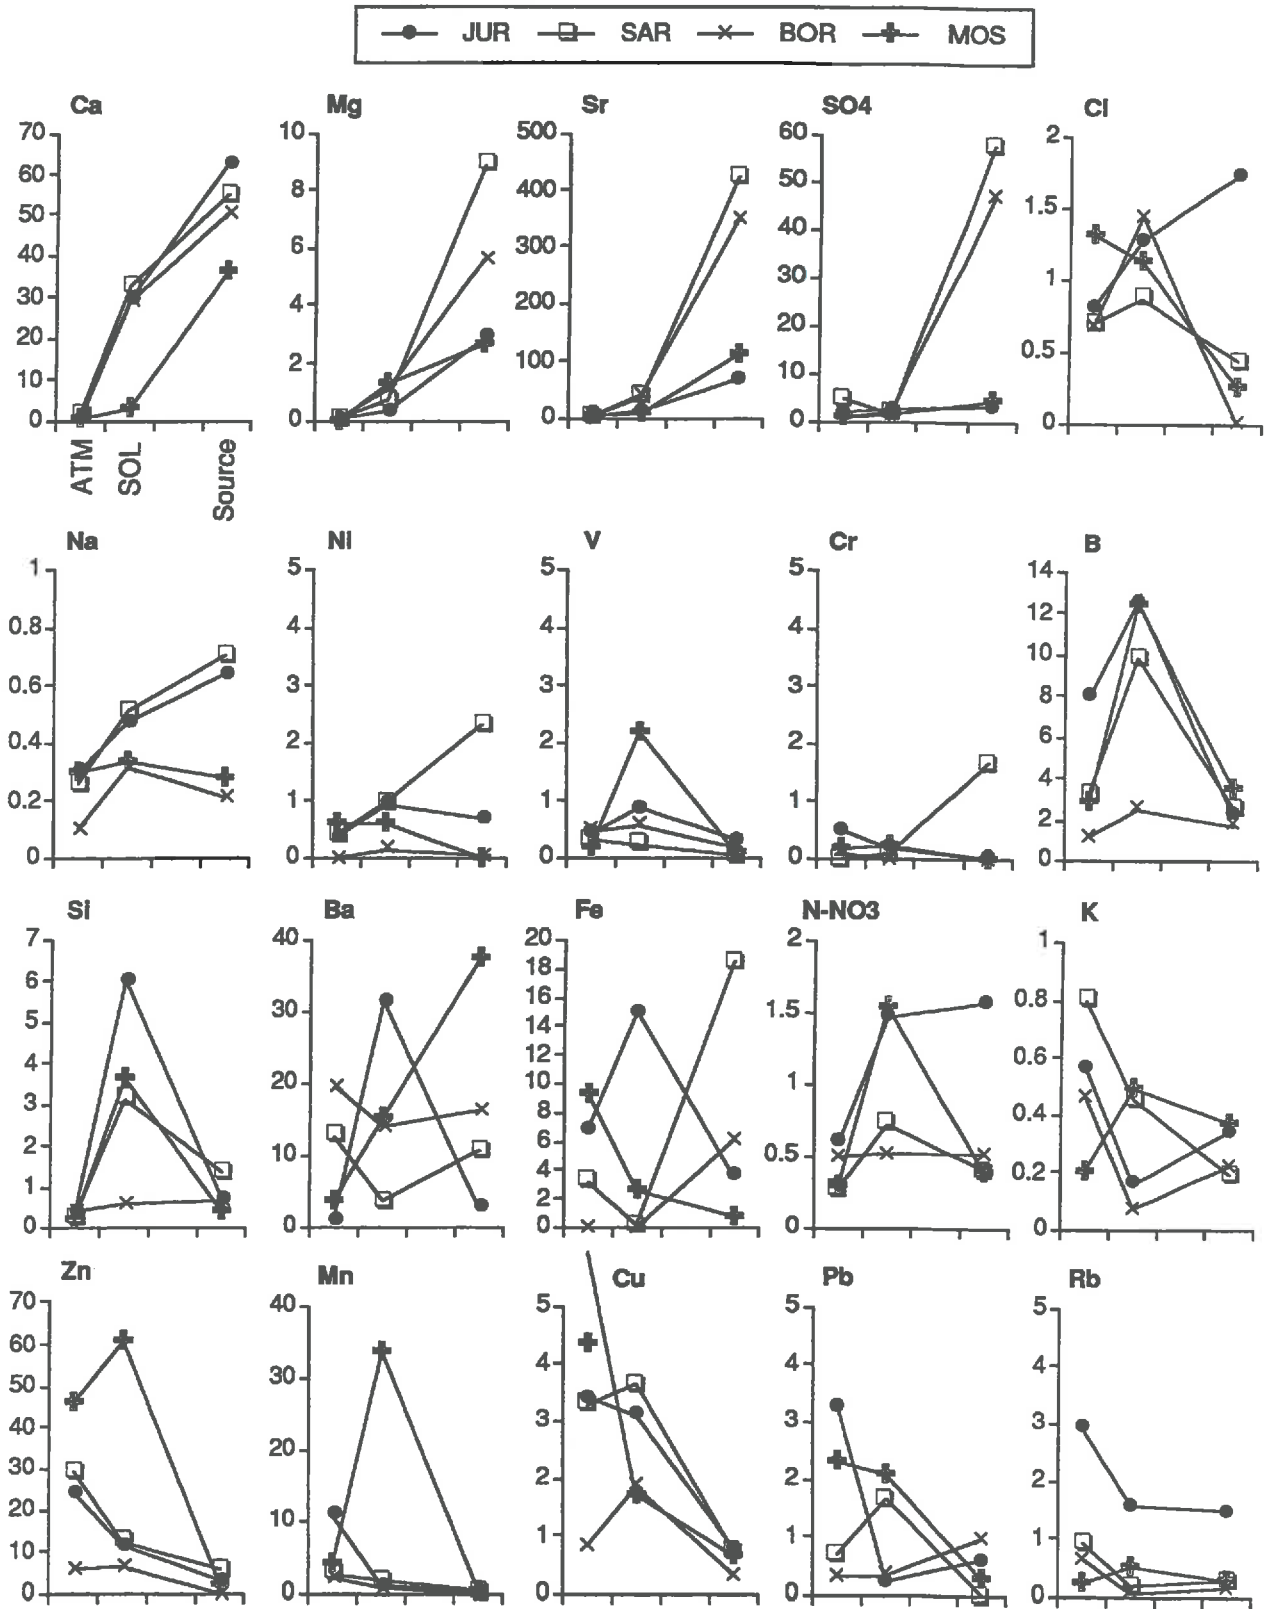 JUR SAR BOR MOS
Ca Mg Sr SO4 Cl
70 10 500 60 2
60 8 400 50 1.5
50 6 300 40 1
40 4 200 30 0.5
30 2 100 20 0
20 0 0 10
10 0
0
ATM SOL Source
Na Ni V Cr B
1 5 5 5 14
0.8 4 4 4 12
0.6 3 3 3 10
0.4 2 2 2 8
0.2 1 1 1 6
0 0 0 0 4
2
0
Si Ba Fe N-NO3 K
7 40 20 2 1
6 30 18 1.5 0.8
5 20 16 1 0.6
4 10 14 0.5 0.4
3 0 12 0 0.2
2 10 0
1 8
0 6
4
2
0
Zn Mn Cu Pb Rb
70 40 5 5 5
60 30 4 4 4
50 20 3 3 3
40 10 2 2 2
30 0 1 1 1
20 0 0 0
10
0